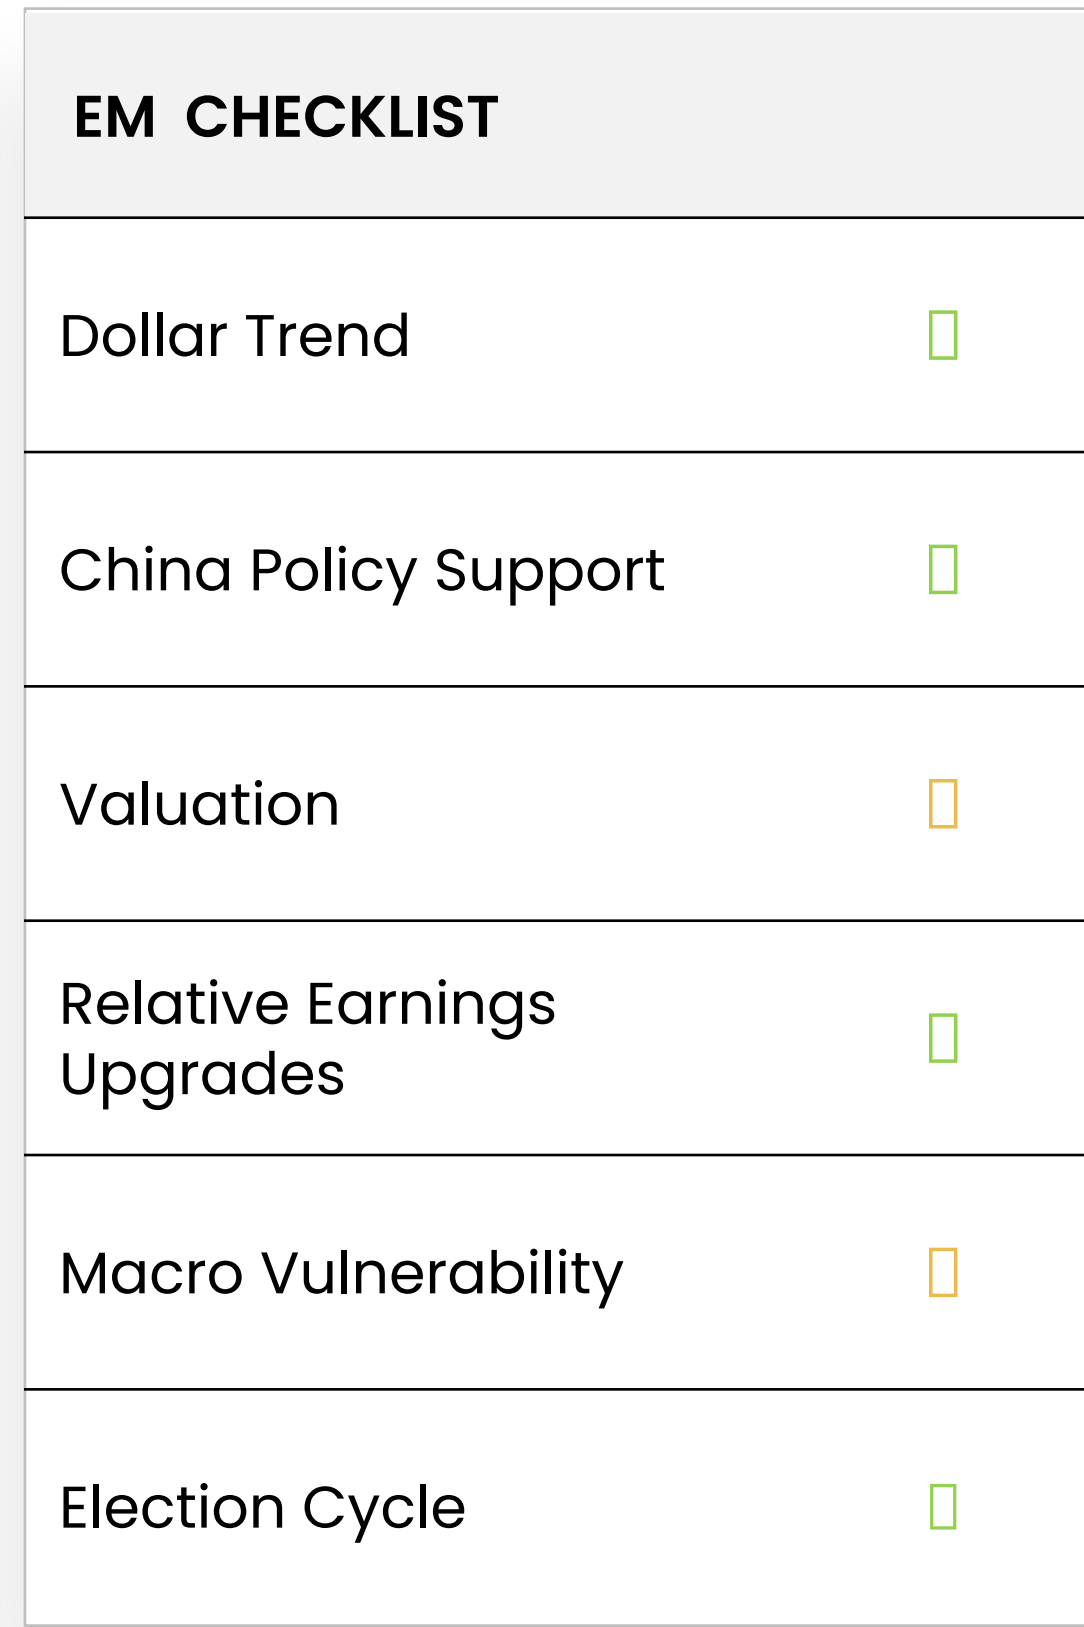 EM CHECKLIST
Dollar Trend
China Policy Support
Valuation
Relative Earnings
Upgrades
Macro Vulnerability
Election Cycle